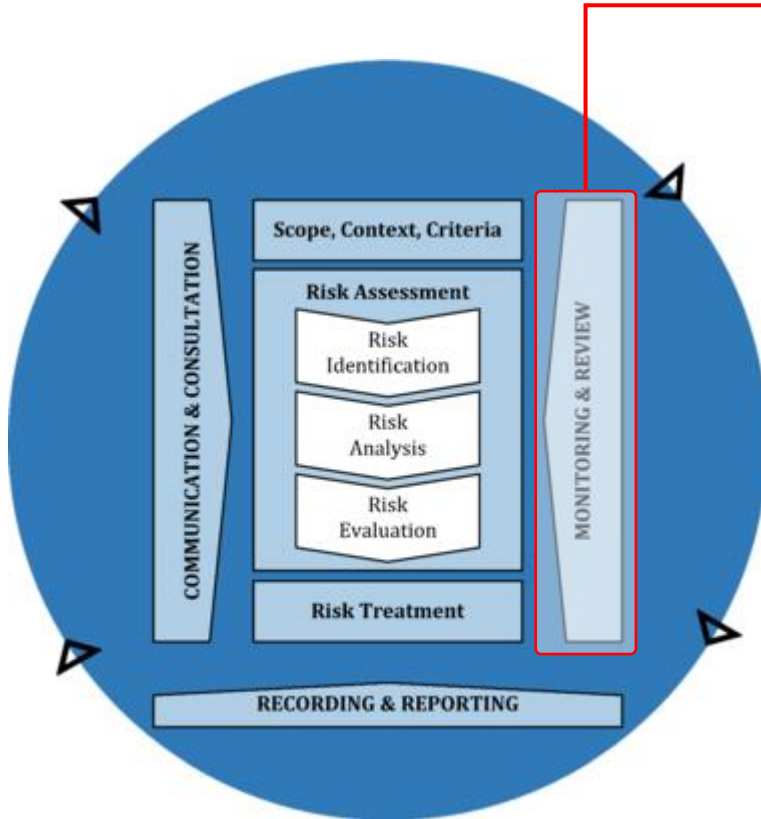 Scope, Context, Criteria
COMMUNICATION & CONSULTATION
Risk Assessment
Risk
Identification
Risk
Analysis
Risk
Evaluation
MONITORING & REVIEW
Risk Treatment
RECORDING & REPORTING